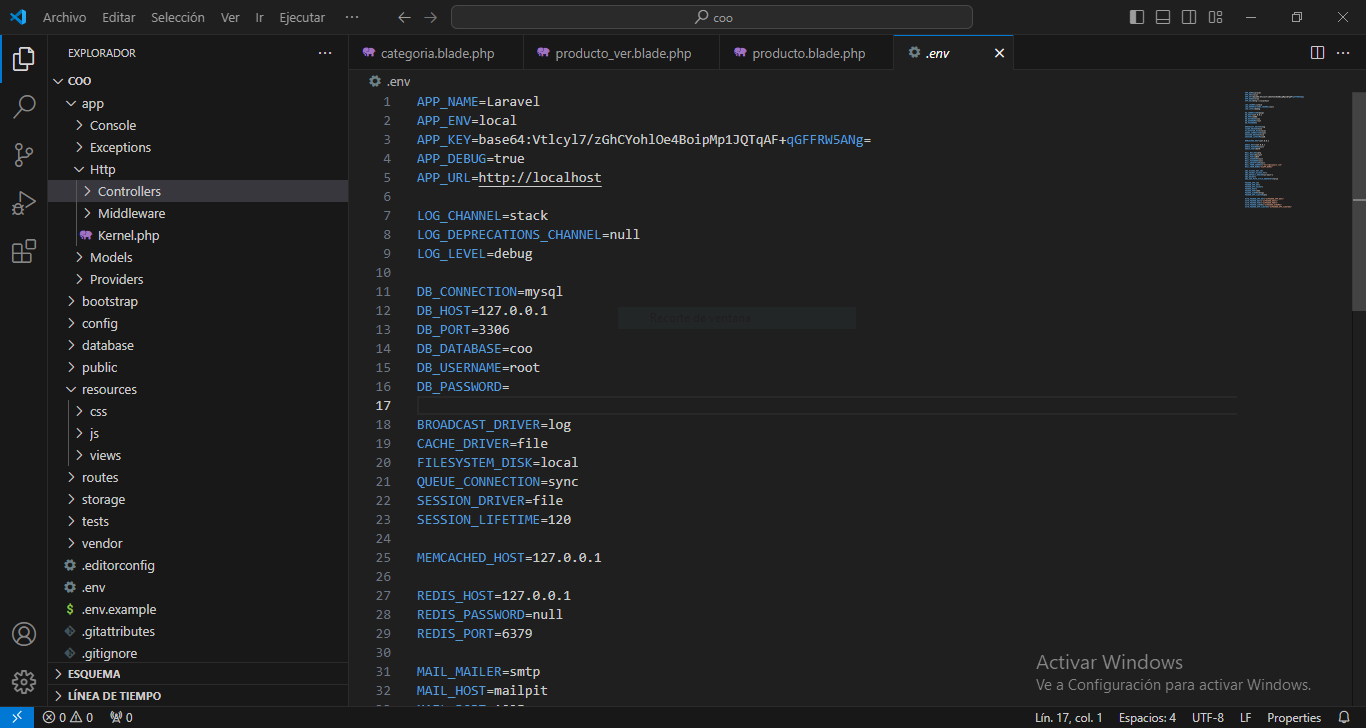 Archivo Editar Selección Ver Ir Ejecutar ··· coo
EXPLORADOR ···
COO
app
Console
Exceptions
Http
Controllers
Middleware
Kernel.php
Models
Providers
bootstrap
config
database
public
resources
css
js
views
routes
storage
tests
vendor
.editorconfig
.env
.env.example
.gitattributes
.gitignore
ESQUEMA
LÍNEA DE TIEMPO
categoria.blade.php producto_ver.blade.php producto.blade.php .env
.env
1 APP_NAME=Laravel
2 APP_ENV=local
3 APP_KEY=base64:Vtlcyl7/zGhCYohlOe4BoipMp1JQTqAF+qGFFRW5ANg=
4 APP_DEBUG=true
5 APP_URL=http://localhost
6
7 LOG_CHANNEL=stack
8 LOG_DEPRECATIONS_CHANNEL=null
9 LOG_LEVEL=debug
10
11 DB_CONNECTION=mysql
12 DB_HOST=127.0.0.1
13 DB_PORT=3306
14 DB_DATABASE=coo
15 DB_USERNAME=root
16 DB_PASSWORD=
17
18 BROADCAST_DRIVER=log
19 CACHE_DRIVER=file
20 FILESYSTEM_DISK=local
21 QUEUE_CONNECTION=sync
22 SESSION_DRIVER=file
23 SESSION_LIFETIME=120
24
25 MEMCACHED_HOST=127.0.0.1
26
27 REDIS_HOST=127.0.0.1
28 REDIS_PASSWORD=null
29 REDIS_PORT=6379
30
31 MAIL_MAILER=smtp
32 MAIL_HOST=mailpit
Activar Windows
Ve a Configuración para activar Windows.
0 0 0 Lín. 17, col. 1 Espacios: 4 UTF-8 LF Properties